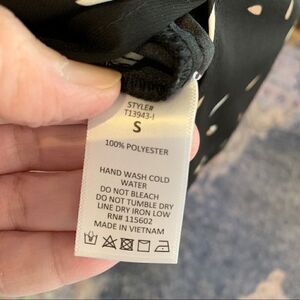 STYLE#
T13943-I
S
100% POLYESTER
HAND WASH COLD
WATER
DO NOT BLEACH
DO NOT TUMBLE DRY
LINE DRY IRON LOW
RN# 115602
MADE IN VIETNAM